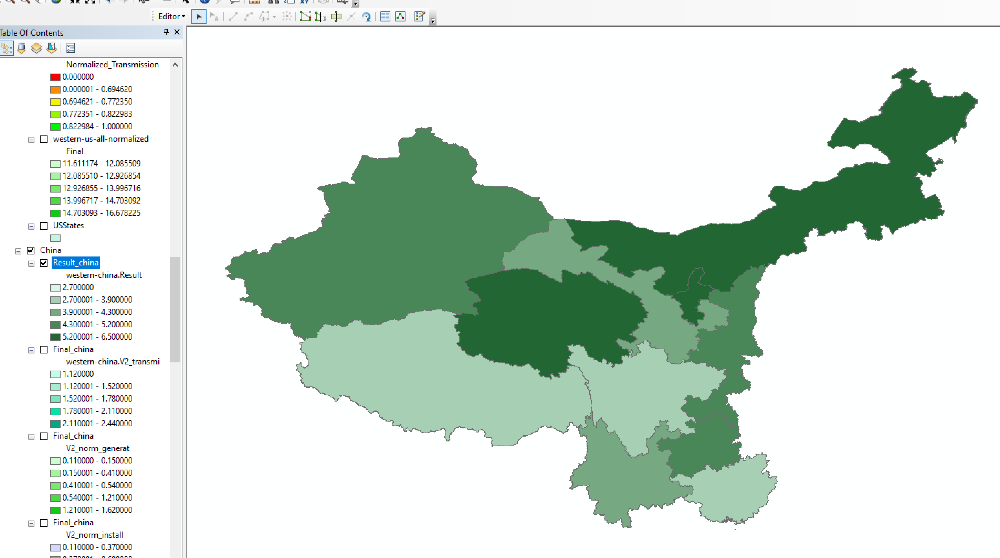 XY
Editor
A
Table Of Contents
Normalized_Transmission
0.000000
0.000001 - 0.694620
0.694621 - 0.772350
0.772351 - 0.822983
0.822984 - 1.000000
western-us-all-normalized
Final
11.611174 - 12.085509
12.085510 - 12.926854
12.926855 - 13.996716
13.996717 - 14.703092
14.703093 - 16.678225
USStates
China
Result_china
western-china.Result
2.700000
2.700001 - 3.900000
3.900001 - 4.300000
4.300001 - 5.200000
5.200001 - 6.500000
Final_china
western-china.V2_transmi
1.120000
1.120001 - 1.520000
1.520001 - 1.780000
1.780001 - 2.110000
2.110001 - 2.440000
Final_china
V2_norm_generat
0.110000 - 0.150000
0.150001 - 0.410000
0.410001 - 0.540000
0.540001 - 1.210000
1.210001 - 1.620000
Final_china
V2_norm_install
0.110000 - 0.370000